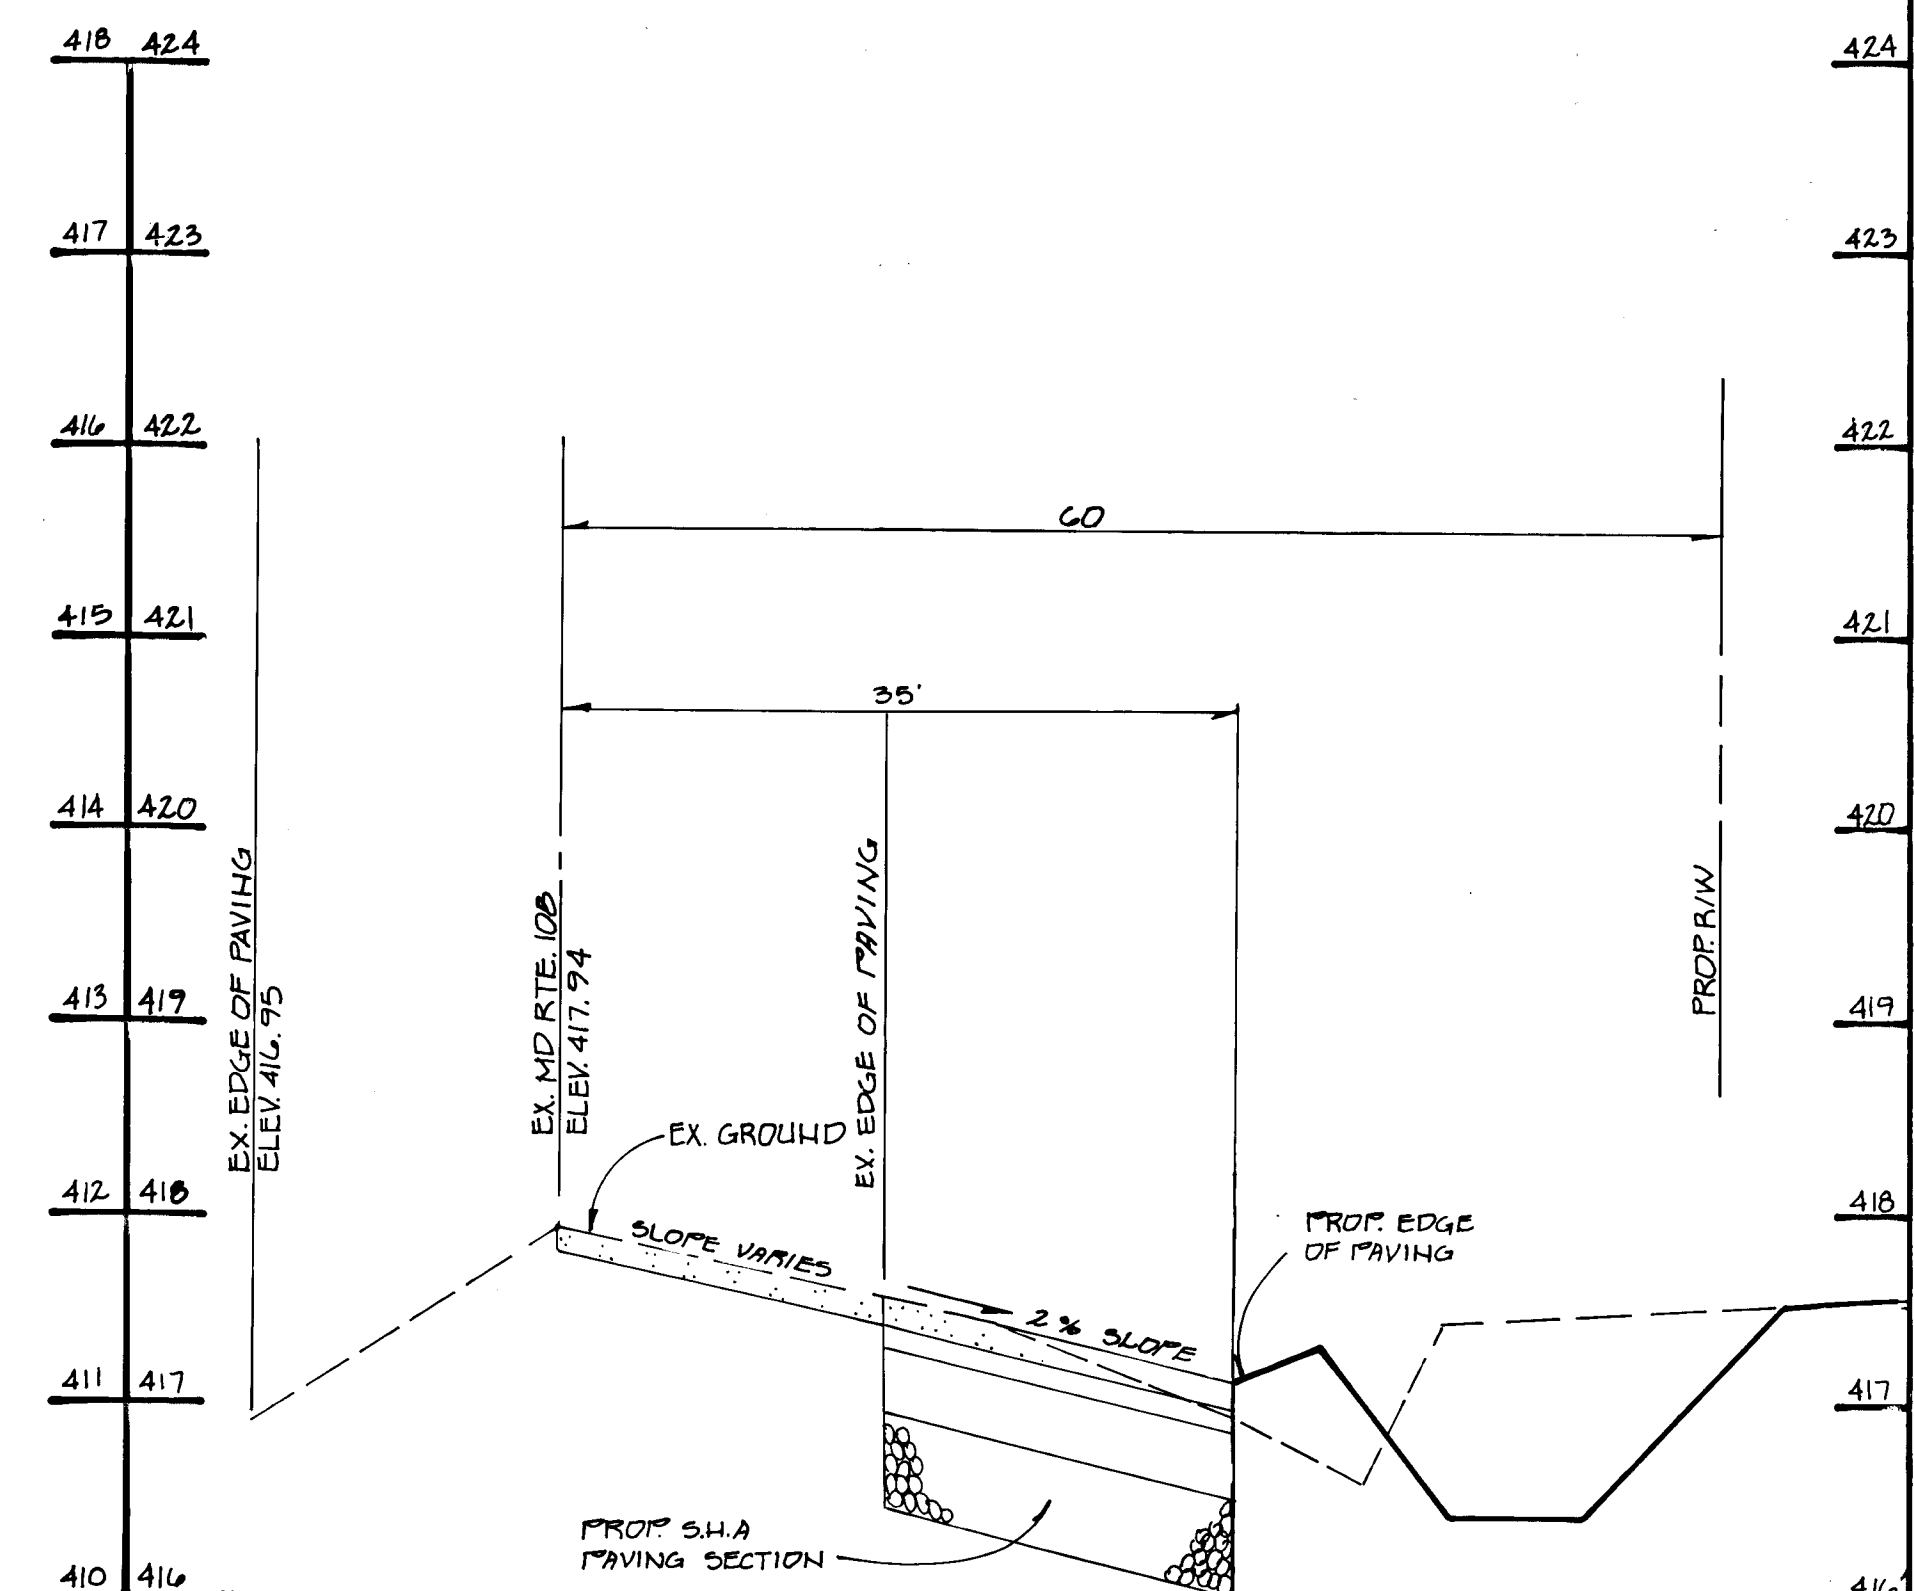 418 424
424
417 423
423
416 422
422
60
415 421
421
35'
414 420
420
EX. EDGE OF PAVING
ELEV. 416.95
EX. MD RTE. 108
ELEV. 417.94
EX. EDGE OF PAVING
PROP. R/W
413 419
419
EX. GROUND
412 418
418
SLOPE VARIES
PROP. EDGE
OF PAVING
2% SLOPE
411 417
417
PROP. S.H.A
PAVING SECTION
410 416
416